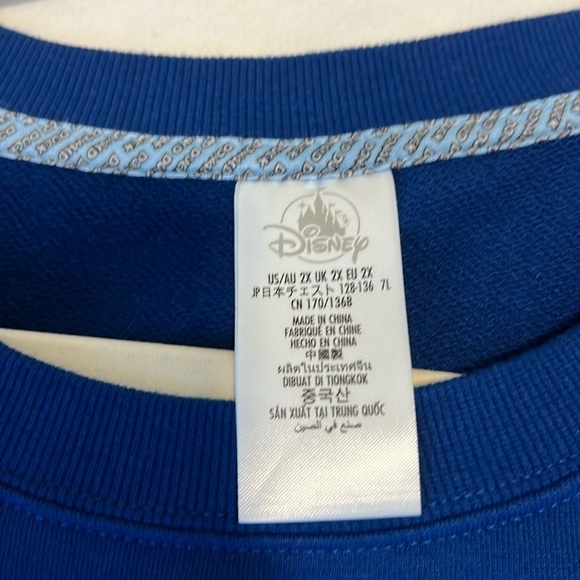 Disney
US/AU 2X UK 2X EU 2X
JP日本チエスト 128-136 7L
CN 170/136B
MADE IN CHINA
FABRIQUÉ EN CHINE
HECHO EN CHINA
中國製
ผลิตในประเทศจีน
DIBUAT DI TIONGKOK
중국산
SẢN XUẤT TẠI TRUNG QUỐC
صنع في الصين